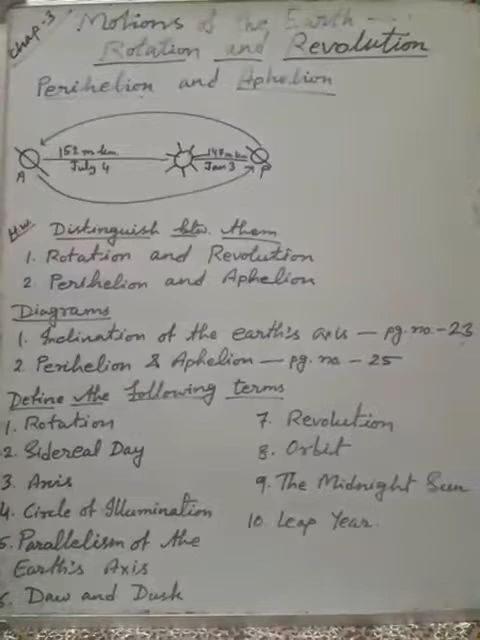 Chap. 3
Motions of the Earth -
Rotation and Revolution
Perihelion and Aphelion
152 m km
July 4
147 m km
Jan 3
A
P
H.W. Distinguish btw. them
1. Rotation and Revolution
2. Perihelion and Aphelion
Diagrams
1. Inclination of the earth's axis — pg. no - 23
2. Perihelion & Aphelion — pg. no - 25
Define the following terms
1. Rotation
2. Sidereal Day
3. Axis
4. Circle of Illumination
5. Parallelism of the
Earth's Axis
6. Daw and Dusk
7. Revolution
8. Orbit
9. The Midnight Sun
10. Leap Year.